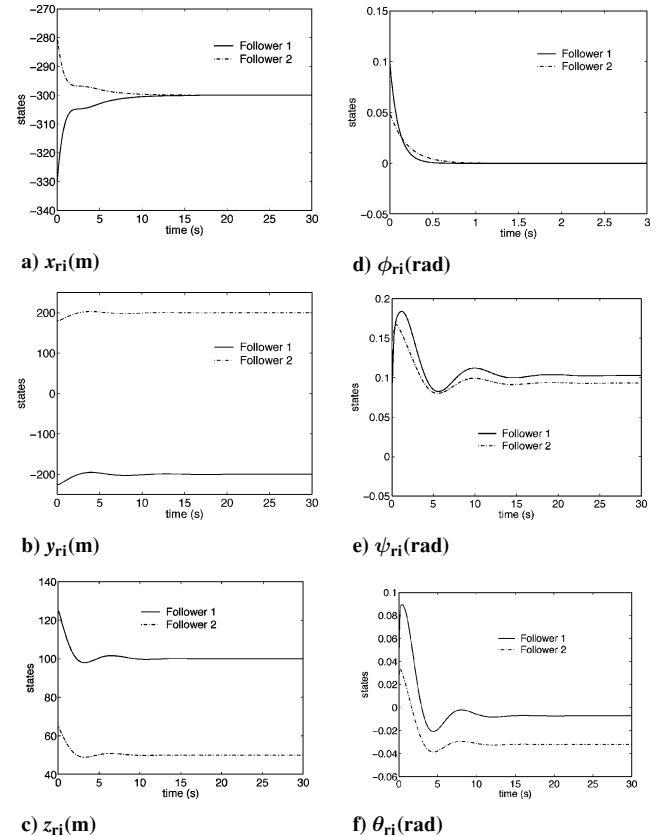 -270
-280
-290
-300
-310
-320
-330
-340
states
Follower 1
Follower 2
0 5 10 15 20 25 30
time (s)
a) x_ri(m)
0.15
0.1
0.05
0
-0.05
states
Follower 1
Follower 2
0 0.5 1 1.5 2 2.5 3
time (s)
d) ϕ_ri(rad)
200
100
0
-100
-200
states
Follower 1
Follower 2
0 5 10 15 20 25 30
time (s)
b) y_ri(m)
0.2
0.15
0.1
0.05
0
-0.05
states
Follower 1
Follower 2
0 5 10 15 20 25 30
time (s)
e) ψ_ri(rad)
140
120
100
80
60
40
states
Follower 1
Follower 2
0 5 10 15 20 25 30
time (s)
c) z_ri(m)
0.1
0.08
0.06
0.04
0.02
0
-0.02
-0.04
-0.06
states
Follower 1
Follower 2
0 5 10 15 20 25 30
time (s)
f) θ_ri(rad)